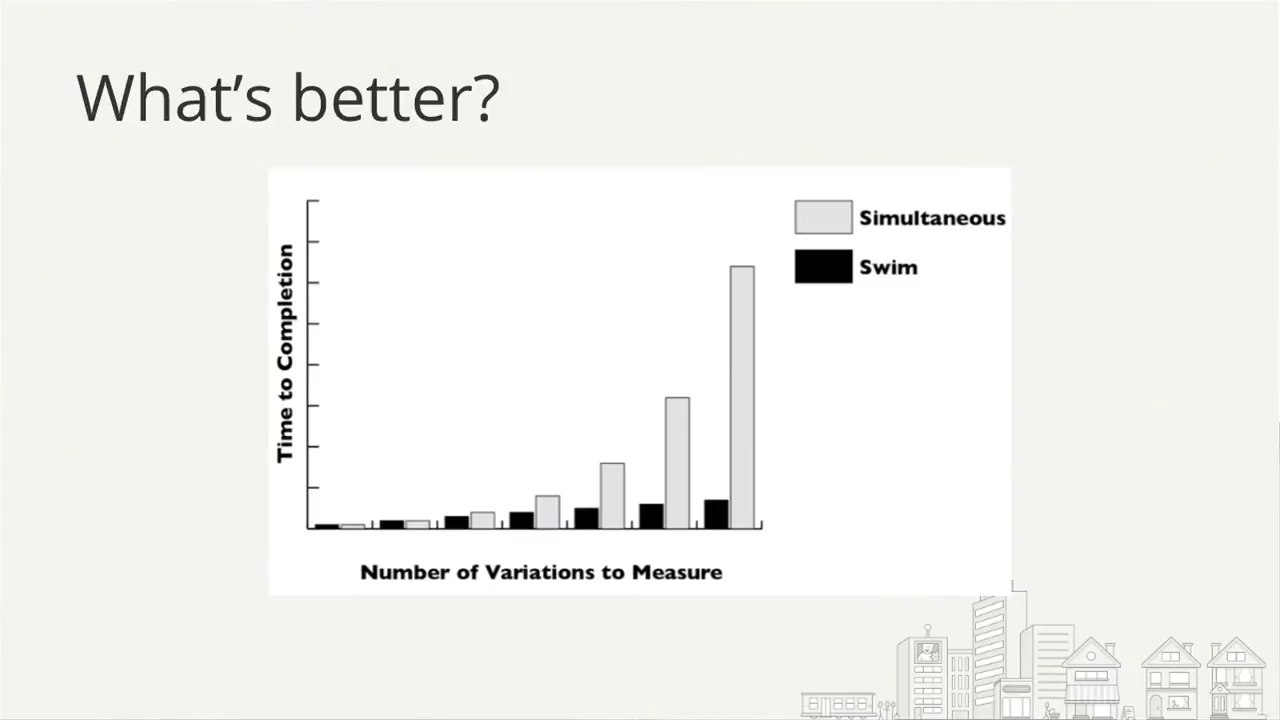 What’s better?
Simultaneous
Swim
Time to Completion
Number of Variations to Measure